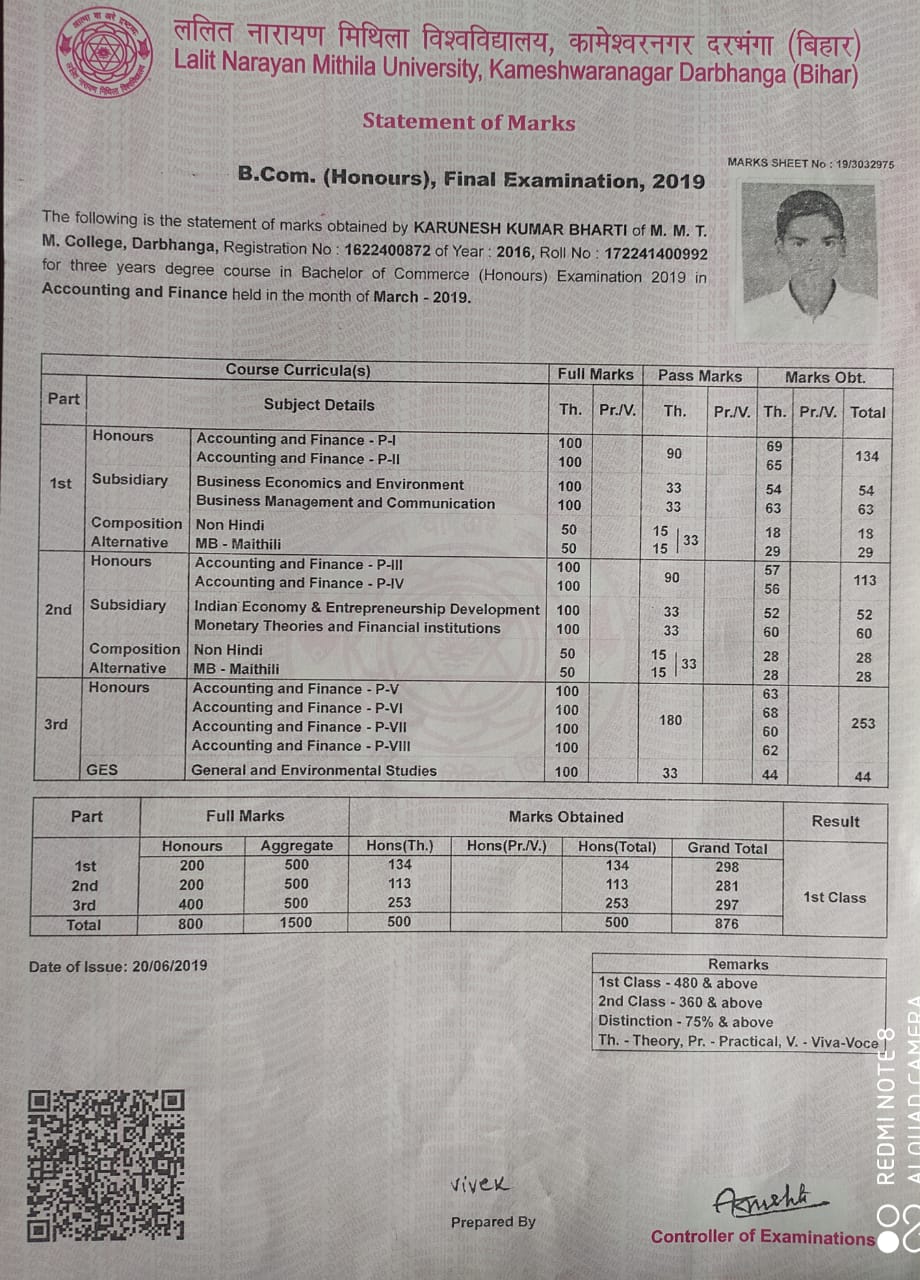 ललित नारायण मिथिला विश्वविद्यालय, कामेश्वरनगर दरभंगा (बिहार)
Lalit Narayan Mithila University, Kameshwaranagar Darbhanga (Bihar)
Statement of Marks
MARKS SHEET No : 19/3032975
B.Com. (Honours), Final Examination, 2019
The following is the statement of marks obtained by KARUNESH KUMAR BHARTI of M. M. T.
M. College, Darbhanga, Registration No : 1622400872 of Year : 2016, Roll No : 172241400992
for three years degree course in Bachelor of Commerce (Honours) Examination 2019 in
Accounting and Finance held in the month of March - 2019.
Course Curricula(s) Full Marks Pass Marks Marks Obt.
Part Subject Details Th. Pr./V. Th. Pr./V. Th. Pr./V. Total
1st
Honours Accounting and Finance - P-I 100 90 69 134
Accounting and Finance - P-II 100 65
Subsidiary Business Economics and Environment 100 33 54 54
Business Management and Communication 100 33 63 63
Composition Non Hindi 50 15 33 18 18
Alternative MB - Maithili 50 15 29 29
2nd
Honours Accounting and Finance - P-III 100 90 57 113
Accounting and Finance - P-IV 100 56
Subsidiary Indian Economy & Entrepreneurship Development 100 33 52 52
Monetary Theories and Financial institutions 100 33 60 60
Composition Non Hindi 50 15 33 28 28
Alternative MB - Maithili 50 15 28 28
3rd
Honours Accounting and Finance - P-V 100 180 63 253
Accounting and Finance - P-VI 100 68
Accounting and Finance - P-VII 100 60
Accounting and Finance - P-VIII 100 62
GES General and Environmental Studies 100 33 44 44
Part Full Marks Marks Obtained Result
Honours Aggregate Hons(Th.) Hons(Pr./V.) Hons(Total) Grand Total
1st 200 500 134 134 298
2nd 200 500 113 113 281
3rd 400 500 253 253 297
1st Class
Total 800 1500 500 500 876
Date of Issue: 20/06/2019
Remarks
1st Class - 480 & above
2nd Class - 360 & above
Distinction - 75% & above
Th. - Theory, Pr. - Practical, V. - Viva-Voce
vivek
Prepared By
Controller of Examinations
REDMI NOTE 8
AI QUAD CAMERA